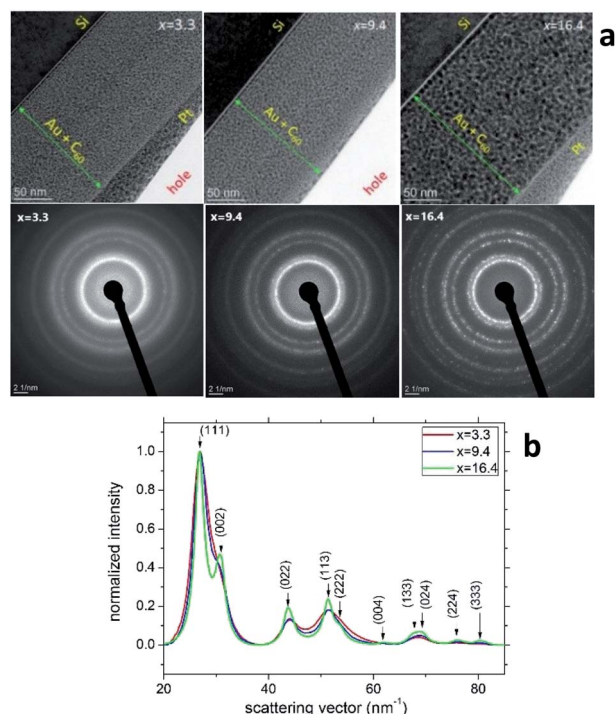 a
Si
x=3.3
Au + C60
Pt
hole
50 nm
Si
x=9.4
Au + C60
hole
50 nm
Si
x=16.4
Au + C60
Pt
50 nm
x=3.3
2 1/nm
x=9.4
2 1/nm
x=16.4
2 1/nm
b
normalized intensity
1.0
0.8
0.6
0.4
0.2
0.0
(111)
(002)
(022)
(113)
(222)
(004)
(133)
(024)
(224)
(333)
x=3.3
x=9.4
x=16.4
20
40
60
80
scattering vector (nm⁻¹)